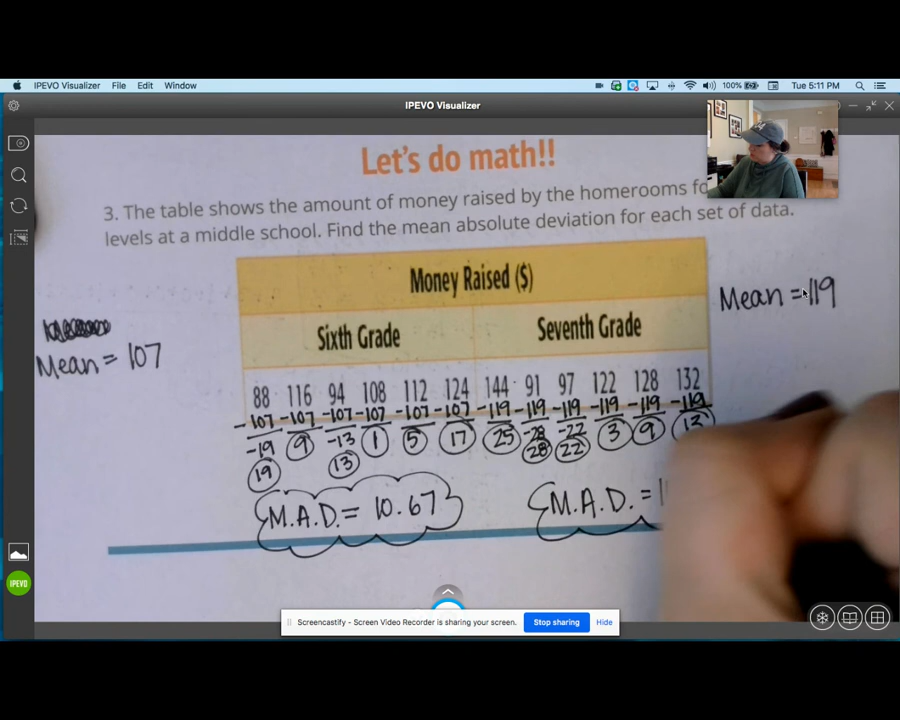 IPEVO Visualizer File Edit Window 100% Tue 5:11 PM
IPEVO Visualizer
Let's do math!!
3. The table shows the amount of money raised by the homerooms fo
levels at a middle school. Find the mean absolute deviation for each set of data.
Money Raised ($)
Sixth Grade Seventh Grade
Mean = 107
Mean = 119
88 116 94 108 112 124 144 91 97 122 128 132
-107 -107 -107 -107 -107 -107 -119 -119 -119 -119 -119 -119
-19 9 -13 1 5 17 25 -28 -22 3 9 13
19 13 28 22
M.A.D. = 10.67 M.A.D. = 1
IPEVO
Screencastify - Screen Video Recorder is sharing your screen. Stop sharing Hide